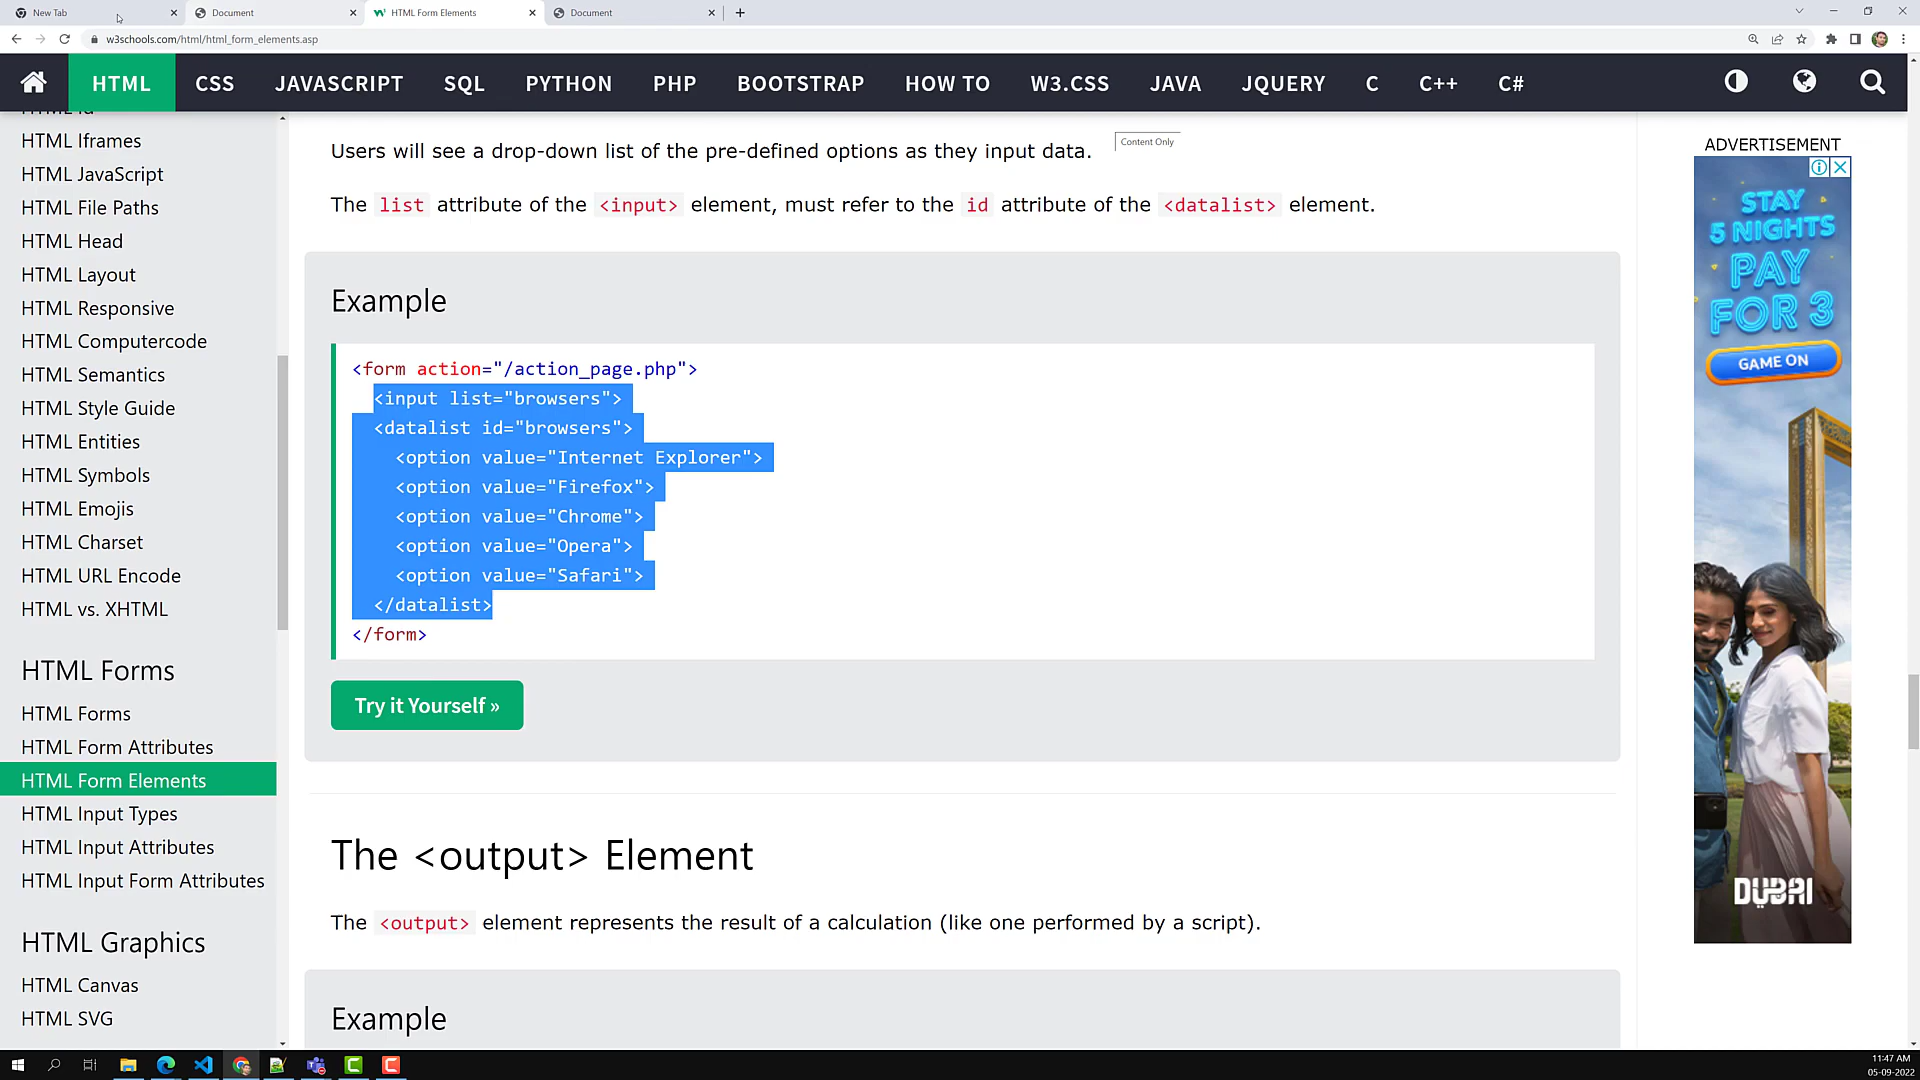 New Tab
Document
HTML Form Elements
Document
w3schools.com/html/html_form_elements.asp
HTML
CSS
JAVASCRIPT
SQL
PYTHON
PHP
BOOTSTRAP
HOW TO
W3.CSS
JAVA
JQUERY
C
C++
C#
HTML Iframes
HTML JavaScript
HTML File Paths
HTML Head
HTML Layout
HTML Responsive
HTML Computercode
HTML Semantics
HTML Style Guide
HTML Entities
HTML Symbols
HTML Emojis
HTML Charset
HTML URL Encode
HTML vs. XHTML
HTML Forms
HTML Forms
HTML Form Attributes
HTML Form Elements
HTML Input Types
HTML Input Attributes
HTML Input Form Attributes
HTML Graphics
HTML Canvas
HTML SVG
Users will see a drop-down list of the pre-defined options as they input data.
Content Only
The list attribute of the <input> element, must refer to the id attribute of the <datalist> element.
Example
<form action="/action_page.php">
<input list="browsers">
<datalist id="browsers">
<option value="Internet Explorer">
<option value="Firefox">
<option value="Chrome">
<option value="Opera">
<option value="Safari">
</datalist>
</form>
Try it Yourself »
The <output> Element
The <output> element represents the result of a calculation (like one performed by a script).
Example
ADVERTISEMENT
STAY
5 NIGHTS
PAY
FOR 3
GAME ON
DUBAI
11:47 AM
05-09-2022